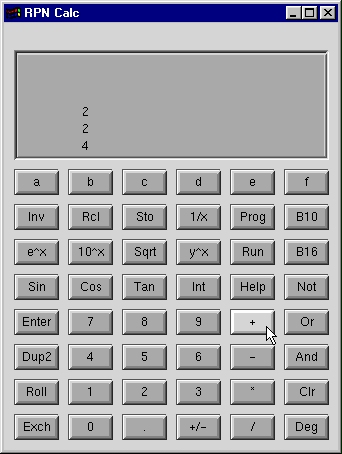 RPN Calc
2
2
4
a b c d e f
Inv Rcl Sto 1/x Prog B10
e^x 10^x Sqrt y^x Run B16
Sin Cos Tan Int Help Not
Enter 7 8 9 + Or
Dup2 4 5 6 − And
Roll 1 2 3 * Clr
Exch 0 . +/− / Deg